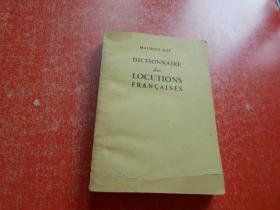 MAURICE RAT
DICTIONNAIRE
des
LOCUTIONS
FRANÇAISES